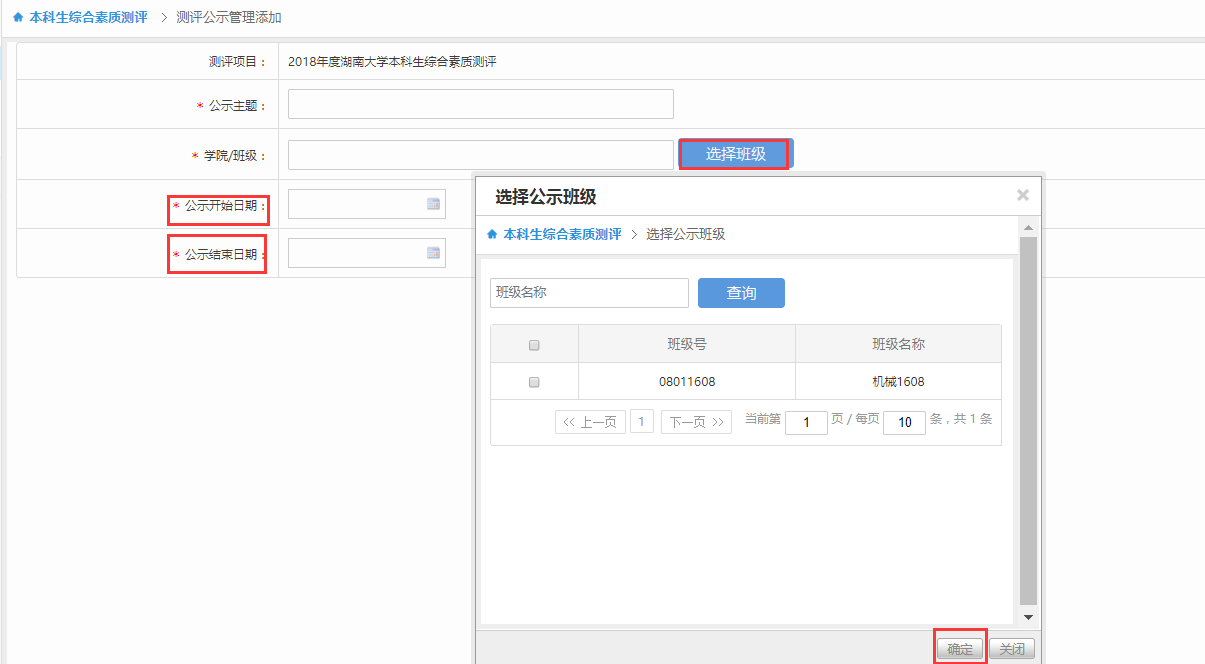 本科生综合素质测评 > 测评公示管理添加
测评项目： 2018年度湖南大学本科生综合素质测评
* 公示主题：
* 学院/班级： 选择班级
* 公示开始日期：
* 公示结束日期：
选择公示班级 ×
本科生综合素质测评 > 选择公示班级
班级名称 查询
班级号 班级名称
08011608 机械1608
<< 上一页 1 下一页 >> 当前第 1 页 / 每页 10 条，共 1 条
确定 关闭